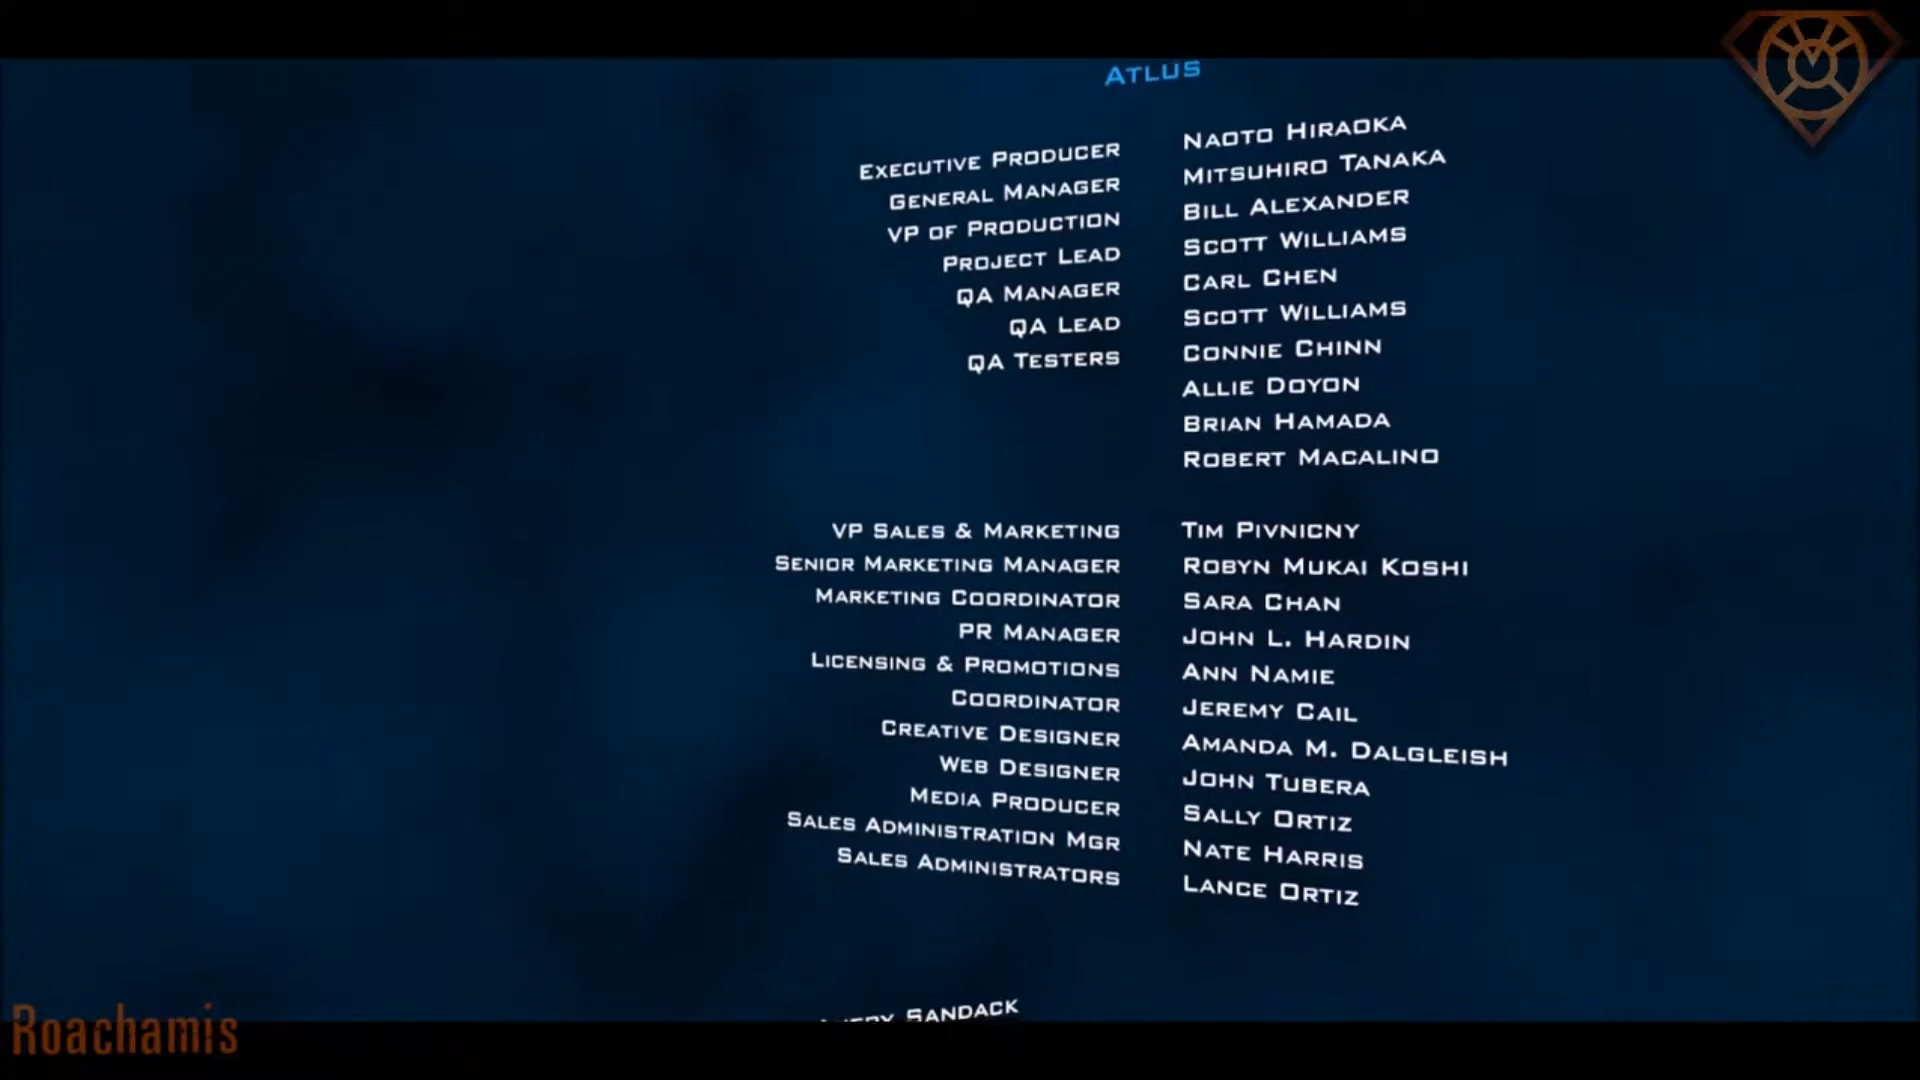 Atlus
Executive Producer Naoto Hiraoka
General Manager Mitsuhiro Tanaka
VP of Production Bill Alexander
Project Lead Scott Williams
QA Manager Carl Chen
QA Lead Scott Williams
QA Testers Connie Chinn
Allie Doyon
Brian Hamada
Robert Macalino
VP Sales & Marketing Tim Pivnicny
Senior Marketing Manager Robyn Mukai Koshi
Marketing Coordinator Sara Chan
PR Manager John L. Hardin
Licensing & Promotions Ann Namie
Coordinator Jeremy Cail
Creative Designer Amanda M. Dalgleish
Web Designer John Tubera
Media Producer Sally Ortiz
Sales Administration Mgr Nate Harris
Sales Administrators Lance Ortiz
Sandack
Roachamis